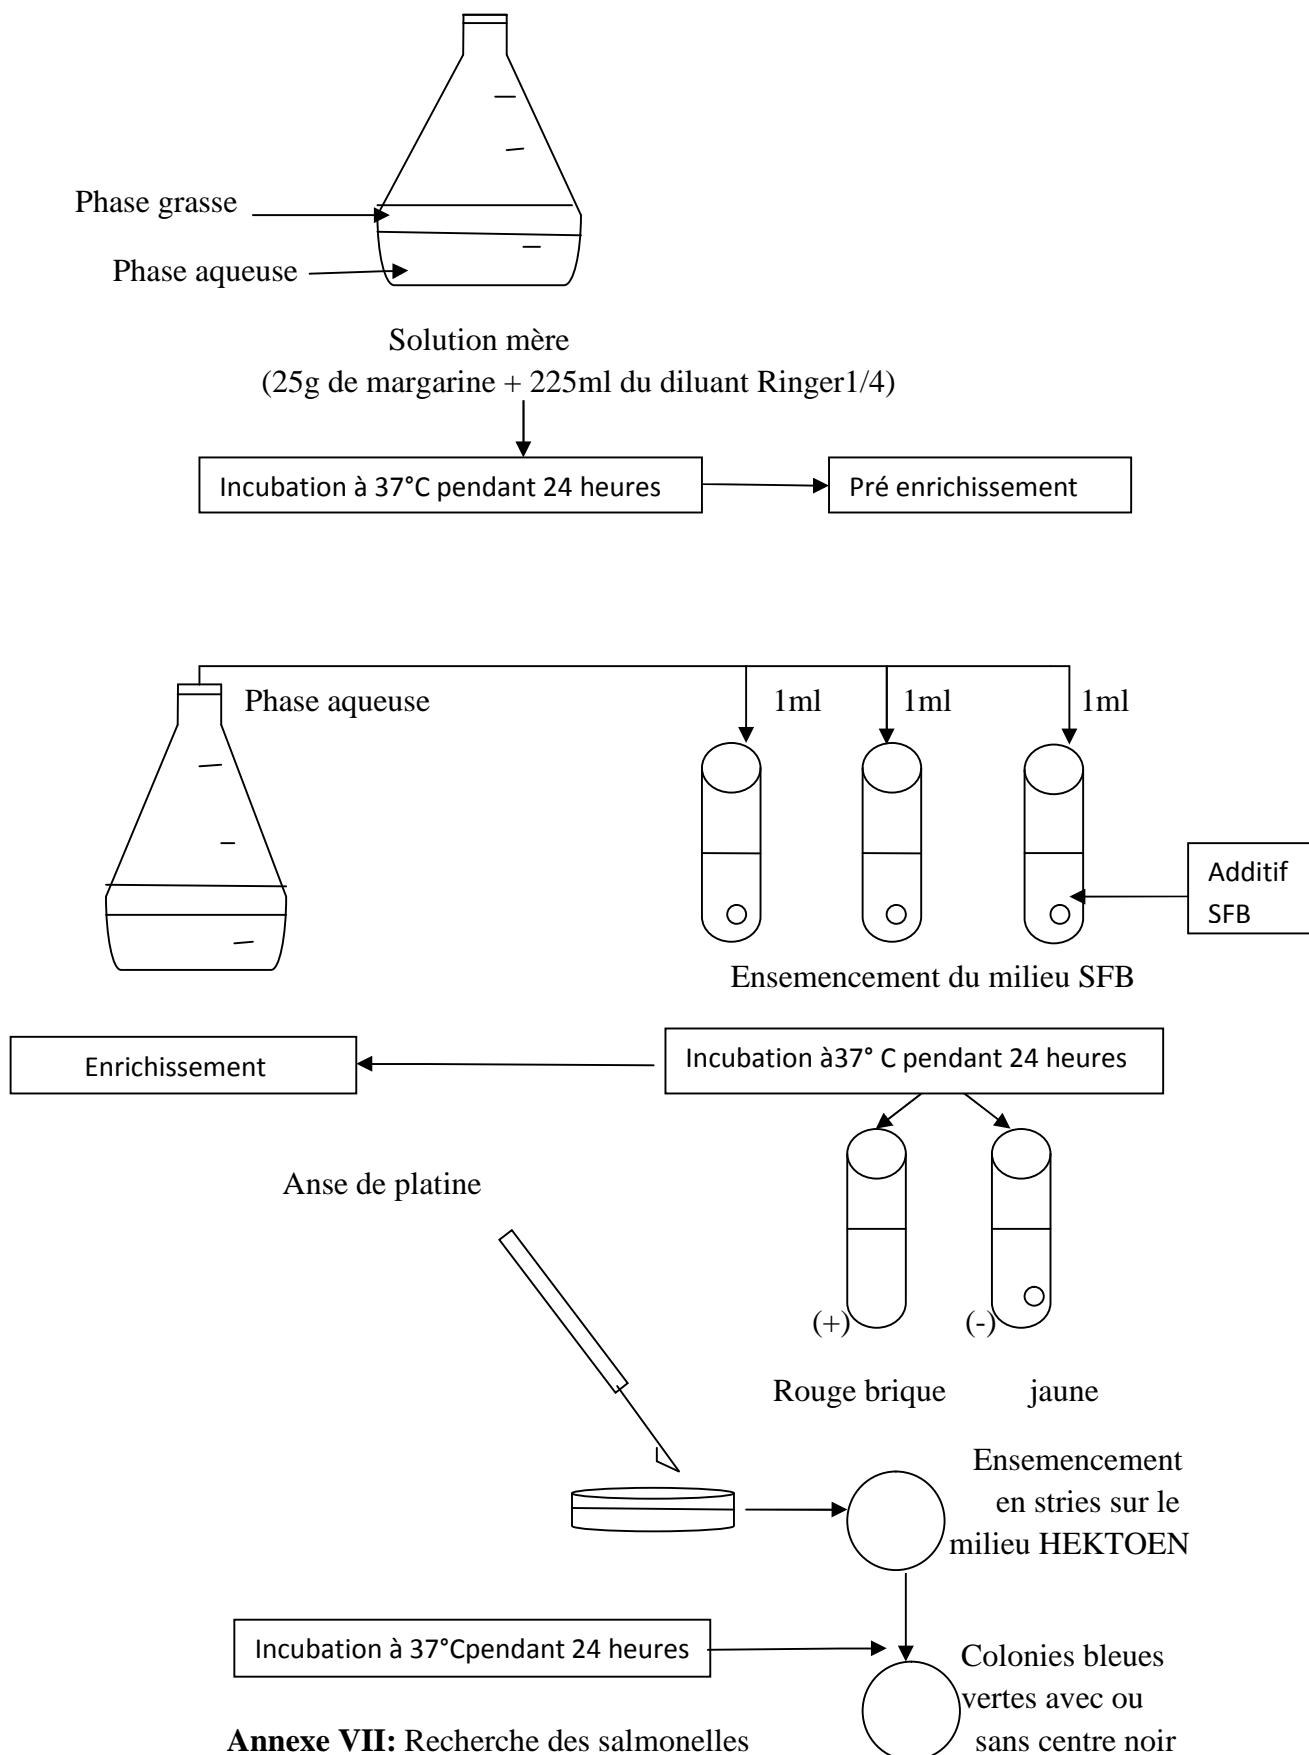 Phase grasse
Phase aqueuse
Solution mère
(25g de margarine + 225ml du diluant Ringer1/4)
Incubation à 37°C pendant 24 heures
Pré enrichissement
Phase aqueuse
1ml
1ml
1ml
Additif
SFB
Ensemencement du milieu SFB
Enrichissement
Incubation à37° C pendant 24 heures
Anse de platine
(+)
(-)
Rouge brique
jaune
Ensemencement
en stries sur le
milieu HEKTOEN
Incubation à 37°Cpendant 24 heures
Colonies bleues
vertes avec ou
sans centre noir
Annexe VII: Recherche des salmonelles